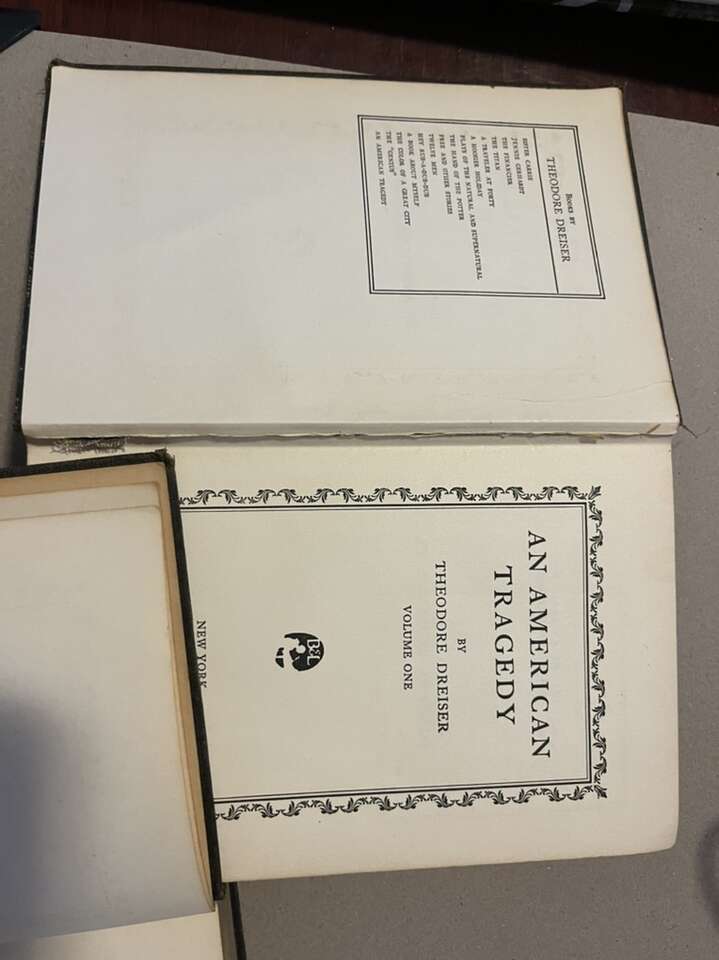 BOOKS BY
THEODORE DREISER
SISTER CARRIE
JENNIE GERHARDT
THE FINANCIER
THE TITAN
A TRAVELER AT FORTY
A HOOSIER HOLIDAY
PLAYS OF THE NATURAL AND SUPERNATURAL
THE HAND OF THE POTTER
FREE AND OTHER STORIES
TWELVE MEN
HEY RUB-A-DUB-DUB
A BOOK ABOUT MYSELF
THE COLOR OF A GREAT CITY
THE "GENIUS"
AN AMERICAN TRAGEDY
AN AMERICAN
TRAGEDY
BY
THEODORE DREISER
VOLUME ONE
B&L
NEW YORK